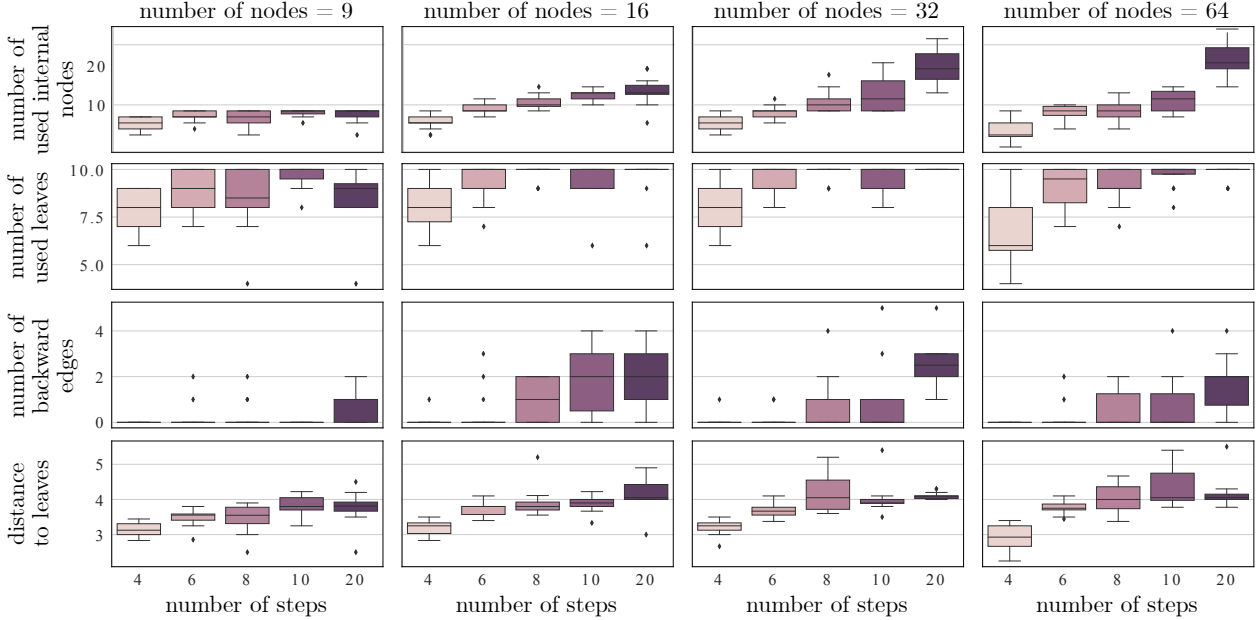 number of nodes = 9
number of nodes = 16
number of nodes = 32
number of nodes = 64
number of
used internal
nodes
20
10
number of
used leaves
10.0
7.5
5.0
number of
backward
edges
4
2
0
distance
to leaves
5
4
3
4 6 8 10 20
4 6 8 10 20
4 6 8 10 20
4 6 8 10 20
number of steps
number of steps
number of steps
number of steps